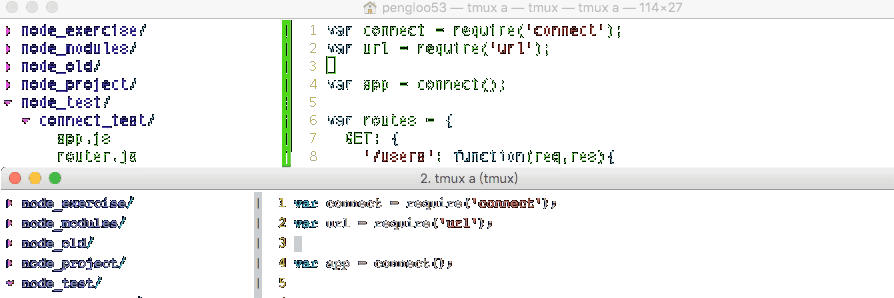 pengloo53 — tmux a — tmux — tmux a — 114×27
node_exercise/
node_modules/
node_old/
node_project/
node_test/
connect_test/
app.js
router.js
1 var connect = require('connect');
2 var url = require('url');
3
4 var app = connect();
5
6 var routes = {
7 GET: {
8 '/users': function(req,res){
2. tmux a (tmux)
node_exercise/
node_modules/
node_old/
node_project/
node_test/
1 var connect = require('connect');
2 var url = require('url');
3
4 var app = connect();
5